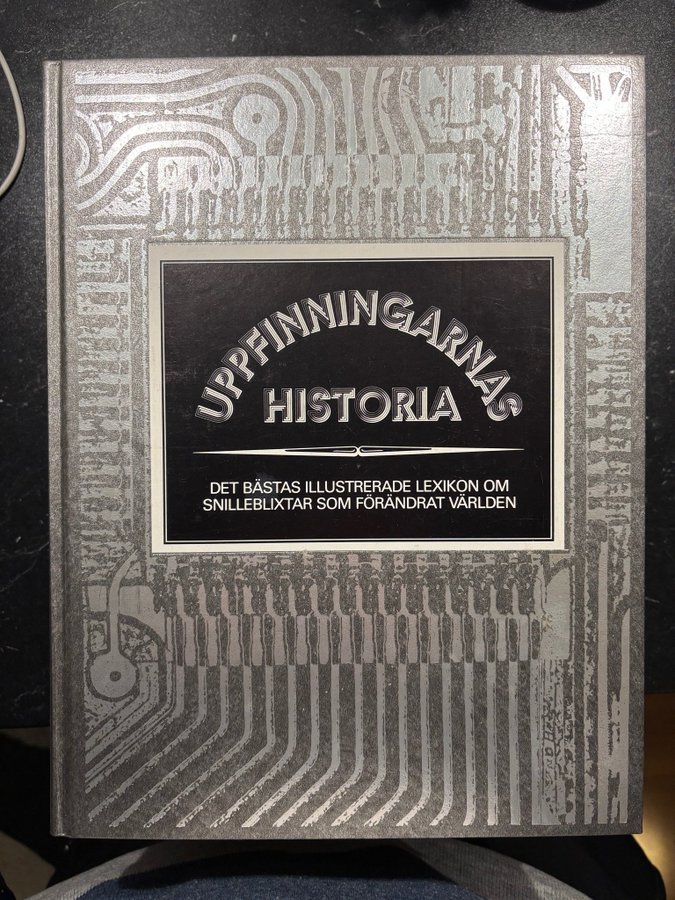 UPPFINNINGARNAS
HISTORIA
DET BÄSTAS ILLUSTRERADE LEXIKON OM
SNILLEBLIXTAR SOM FÖRÄNDRAT VÄRLDEN